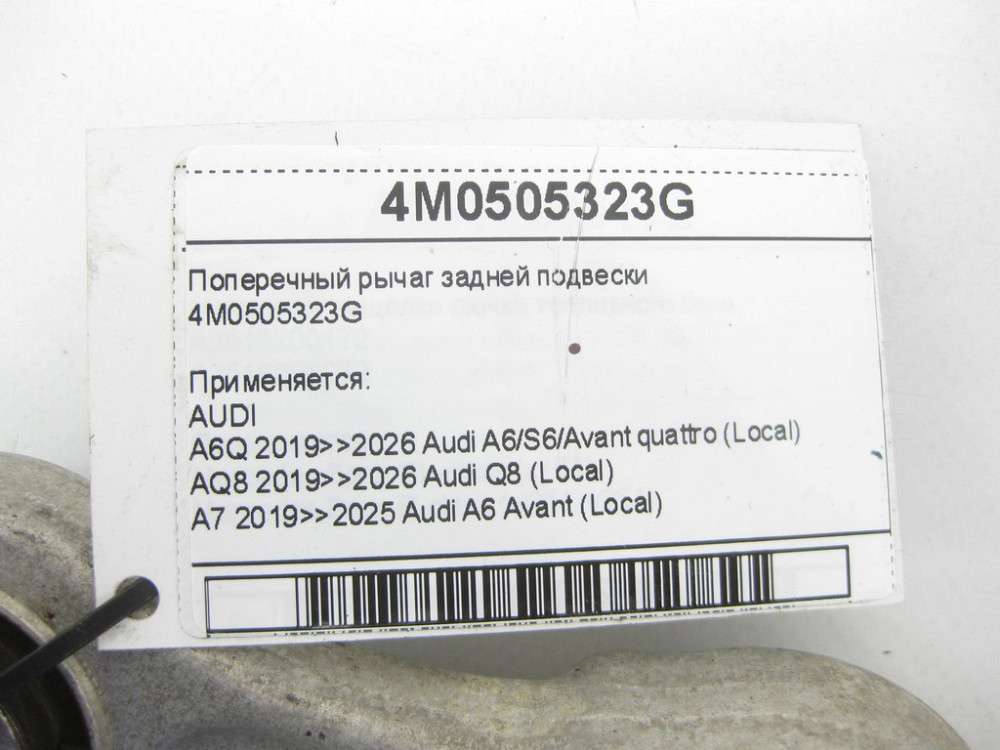 4M0505323G
Поперечный рычаг задней подвески
4M0505323G
Применяется:
AUDI
A6Q 2019>>2026 Audi A6/S6/Avant quattro (Local)
AQ8 2019>>2026 Audi Q8 (Local)
A7 2019>>2025 Audi A6 Avant (Local)